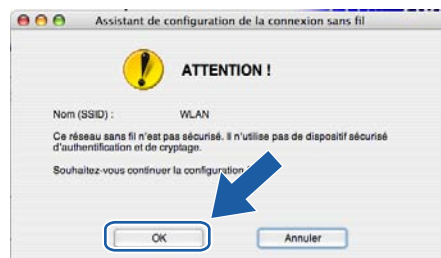 Assistant de configuration de la connexion sans fil
ATTENTION !
Nom (SSID) : WLAN
Ce réseau sans fil n'est pas sécurisé. Il n'utilise pas de dispositif sécurisé
d'authentification et de cryptage.
Souhaitez-vous continuer la configuration
OK Annuler